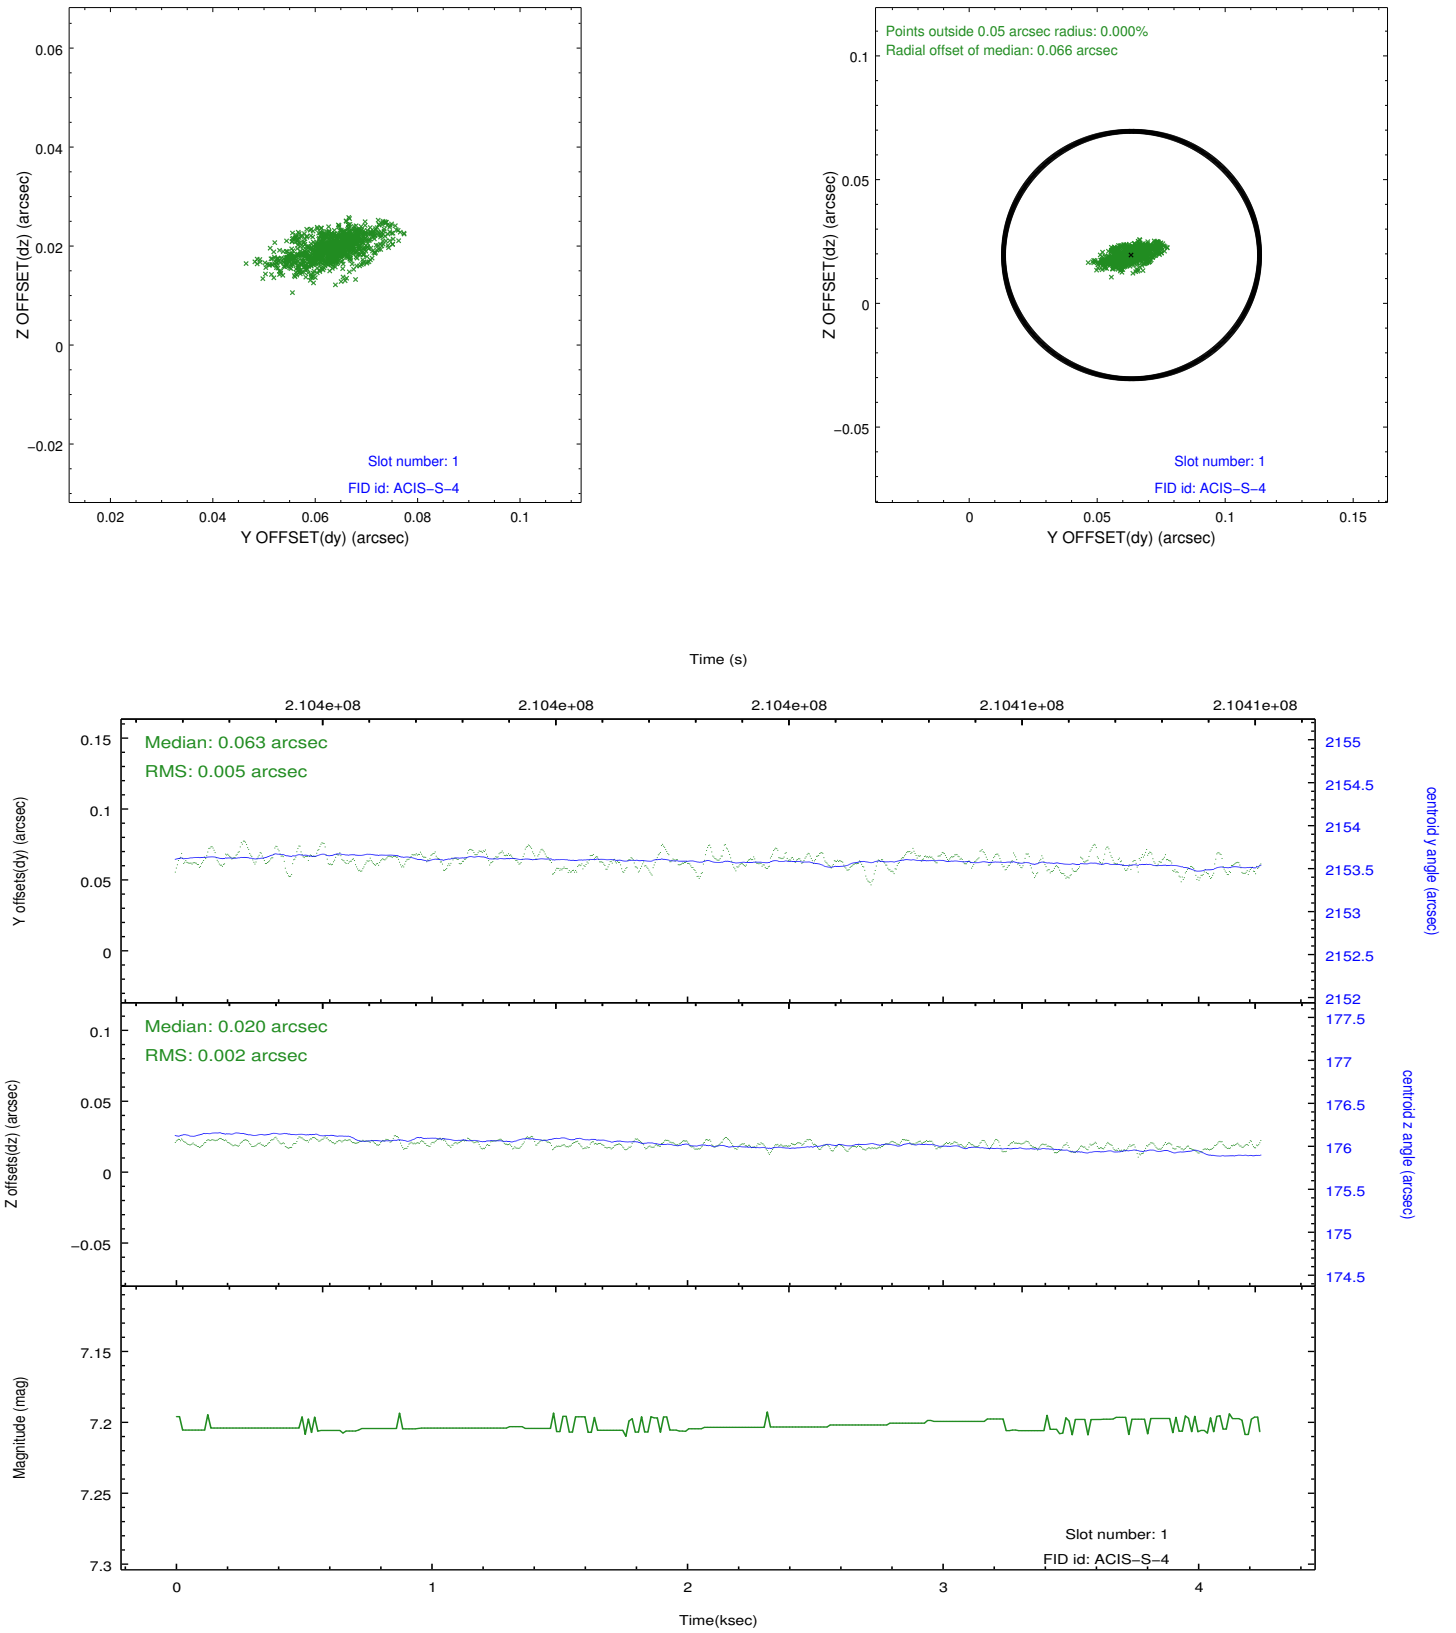 0.06
0.04
0.02
0
−0.02
Z OFFSET(dz) (arcsec)
Slot number: 1
FID id: ACIS−S−4
0.02
0.04
0.06
0.08
0.1
Y OFFSET(dy) (arcsec)
Points outside 0.05 arcsec radius: 0.000%
Radial offset of median: 0.066 arcsec
0.1
0.05
0
−0.05
Z OFFSET(dz) (arcsec)
Slot number: 1
FID id: ACIS−S−4
0
0.05
0.1
0.15
Y OFFSET(dy) (arcsec)
Time (s)
2.104e+08
2.104e+08
2.104e+08
2.1041e+08
2.1041e+08
Median: 0.063 arcsec
RMS: 0.005 arcsec
0.15
0.1
0.05
0
Y offsets(dy) (arcsec)
2155
2154.5
2154
2153.5
2153
2152.5
2152
centroid y angle (arcsec)
Median: 0.020 arcsec
RMS: 0.002 arcsec
0.1
0.05
0
−0.05
Z offsets(dz) (arcsec)
177.5
177
176.5
176
175.5
175
174.5
centroid z angle (arcsec)
7.15
7.2
7.25
7.3
Magnitude (mag)
Slot number: 1
FID id: ACIS−S−4
0
1
2
3
4
Time(ksec)